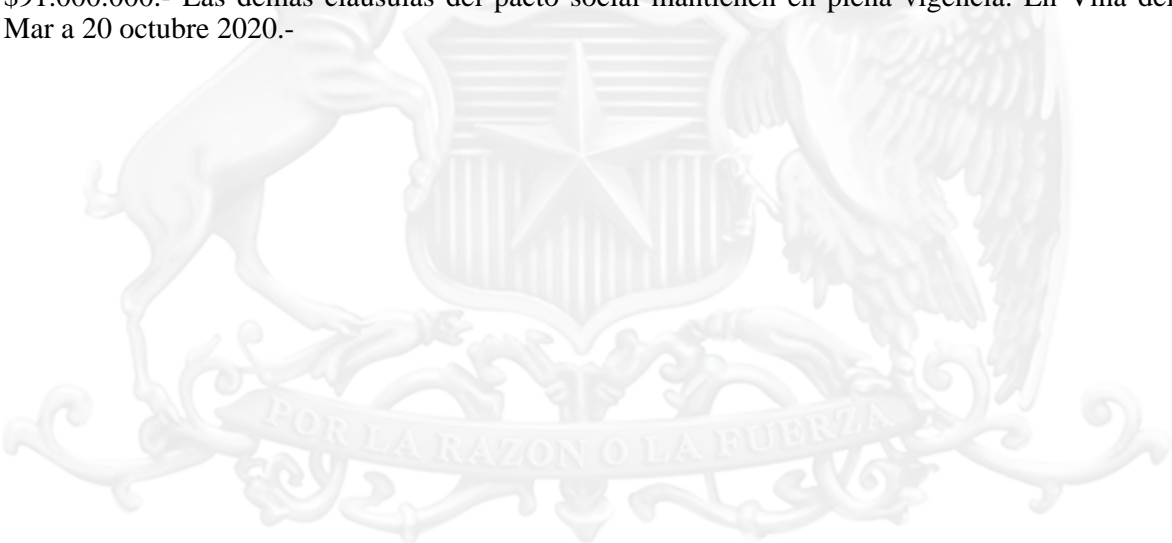 $91.000.000.- Las demás cláusulas del pacto social mantienen en plena vigencia. En Viña del
Mar a 20 octubre 2020.-
POR LA RAZON O LA FUERZA